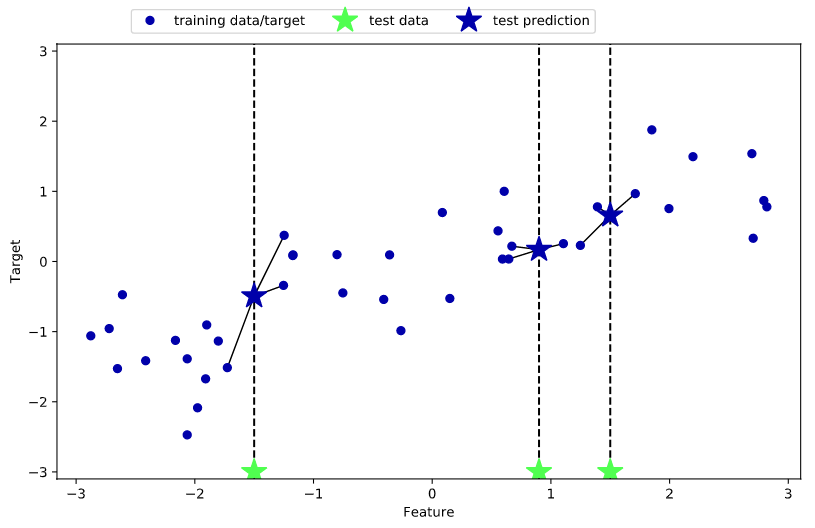 training data/target test data test prediction
3
2
1
0
−1
−2
−3
Target
−3 −2 −1 0 1 2 3
Feature